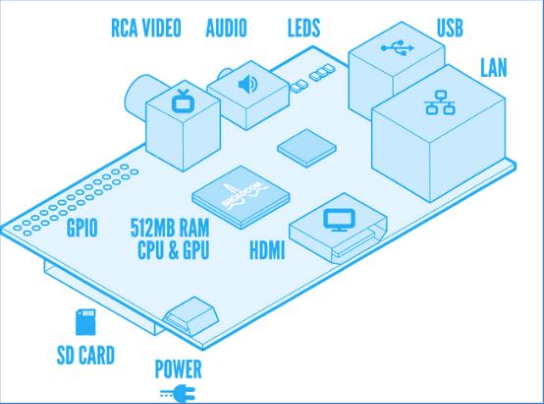 RCA VIDEO
AUDIO
LEDS
USB
LAN
GPIO
512MB RAM
CPU & GPU
HDMI
SD CARD
POWER